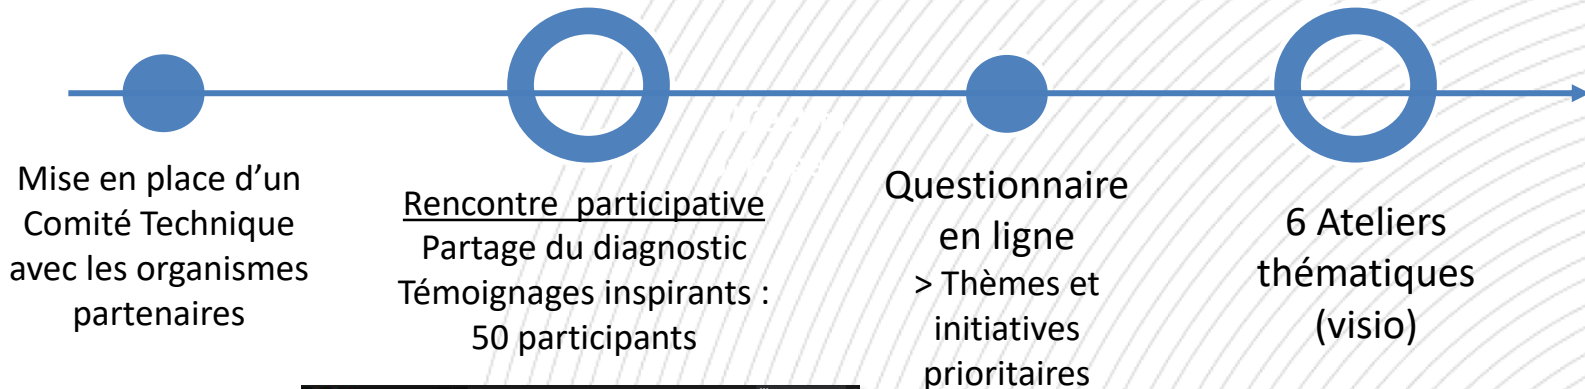 Mise en place d’un
Comité Technique
avec les organismes
partenaires
Rencontre participative
Partage du diagnostic
Témoignages inspirants :
50 participants
Questionnaire
en ligne
> Thèmes et
initiatives
prioritaires
6 Ateliers
thématiques
(visio)